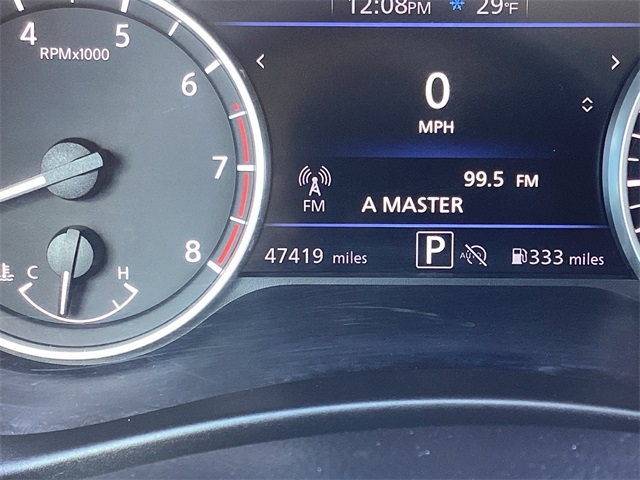 12:08PM 29°F
4 5
RPMx1000
6
7
8
C H
0
MPH
FM
99.5 FM
A MASTER
47419 miles
P
AUTO
333 miles